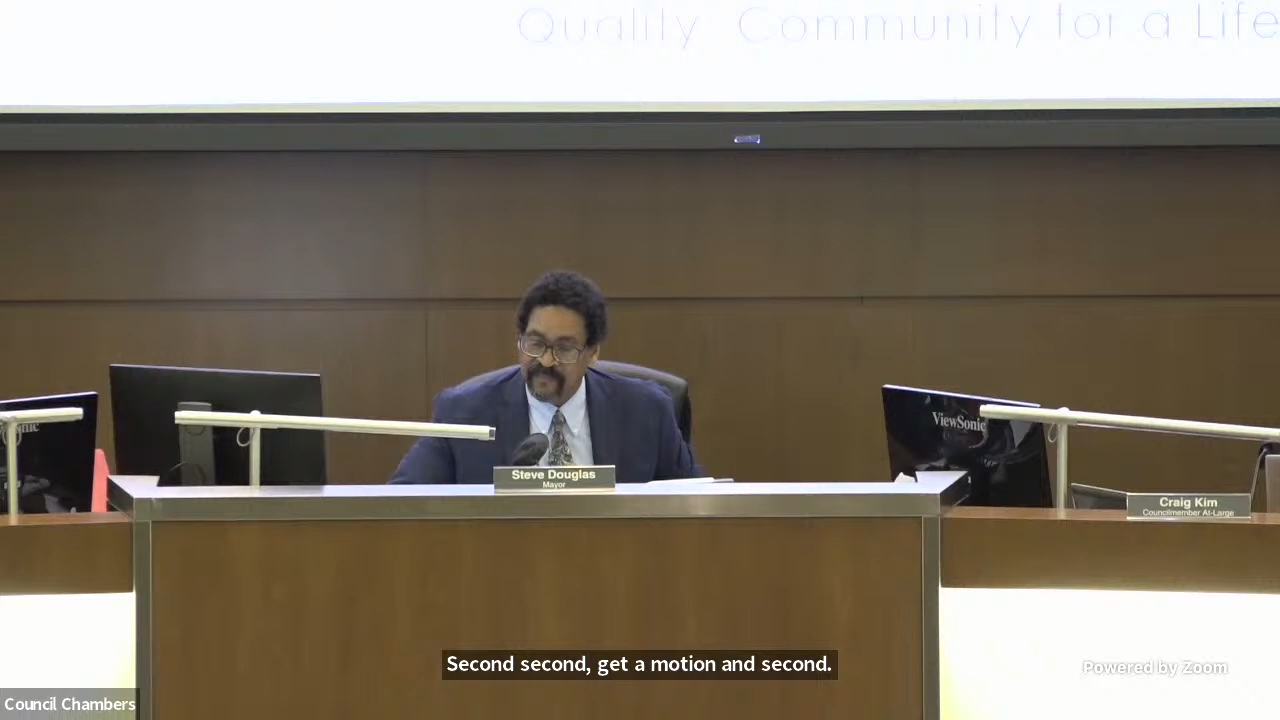 Quality Community for a Life
nic
ViewSonic
Steve Douglas
Mayor
Craig Kim
Councilmember At-Large
Second second, get a motion and second.
Powered by Zoom
Council Chambers